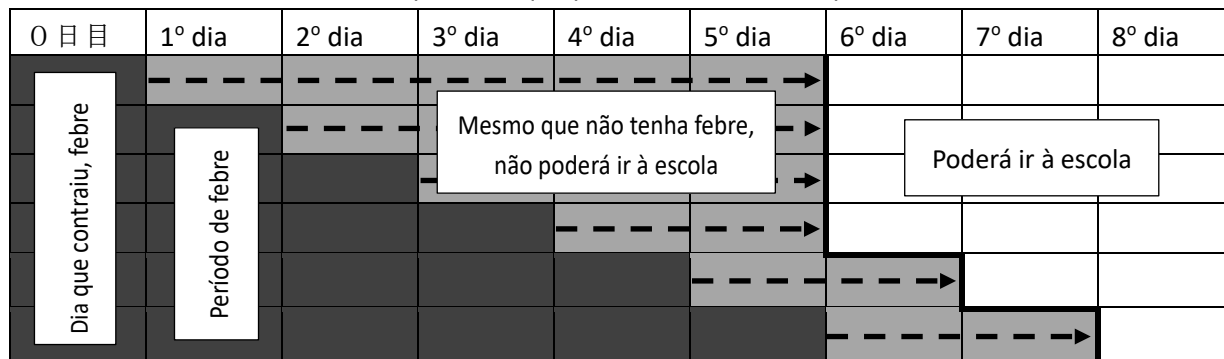 0日目 1º dia 2º dia 3º dia 4º dia 5º dia 6º dia 7º dia 8º dia
Dia que contraiu, febre
Período de febre
Mesmo que não tenha febre,
não poderá ir à escola
Poderá ir à escola